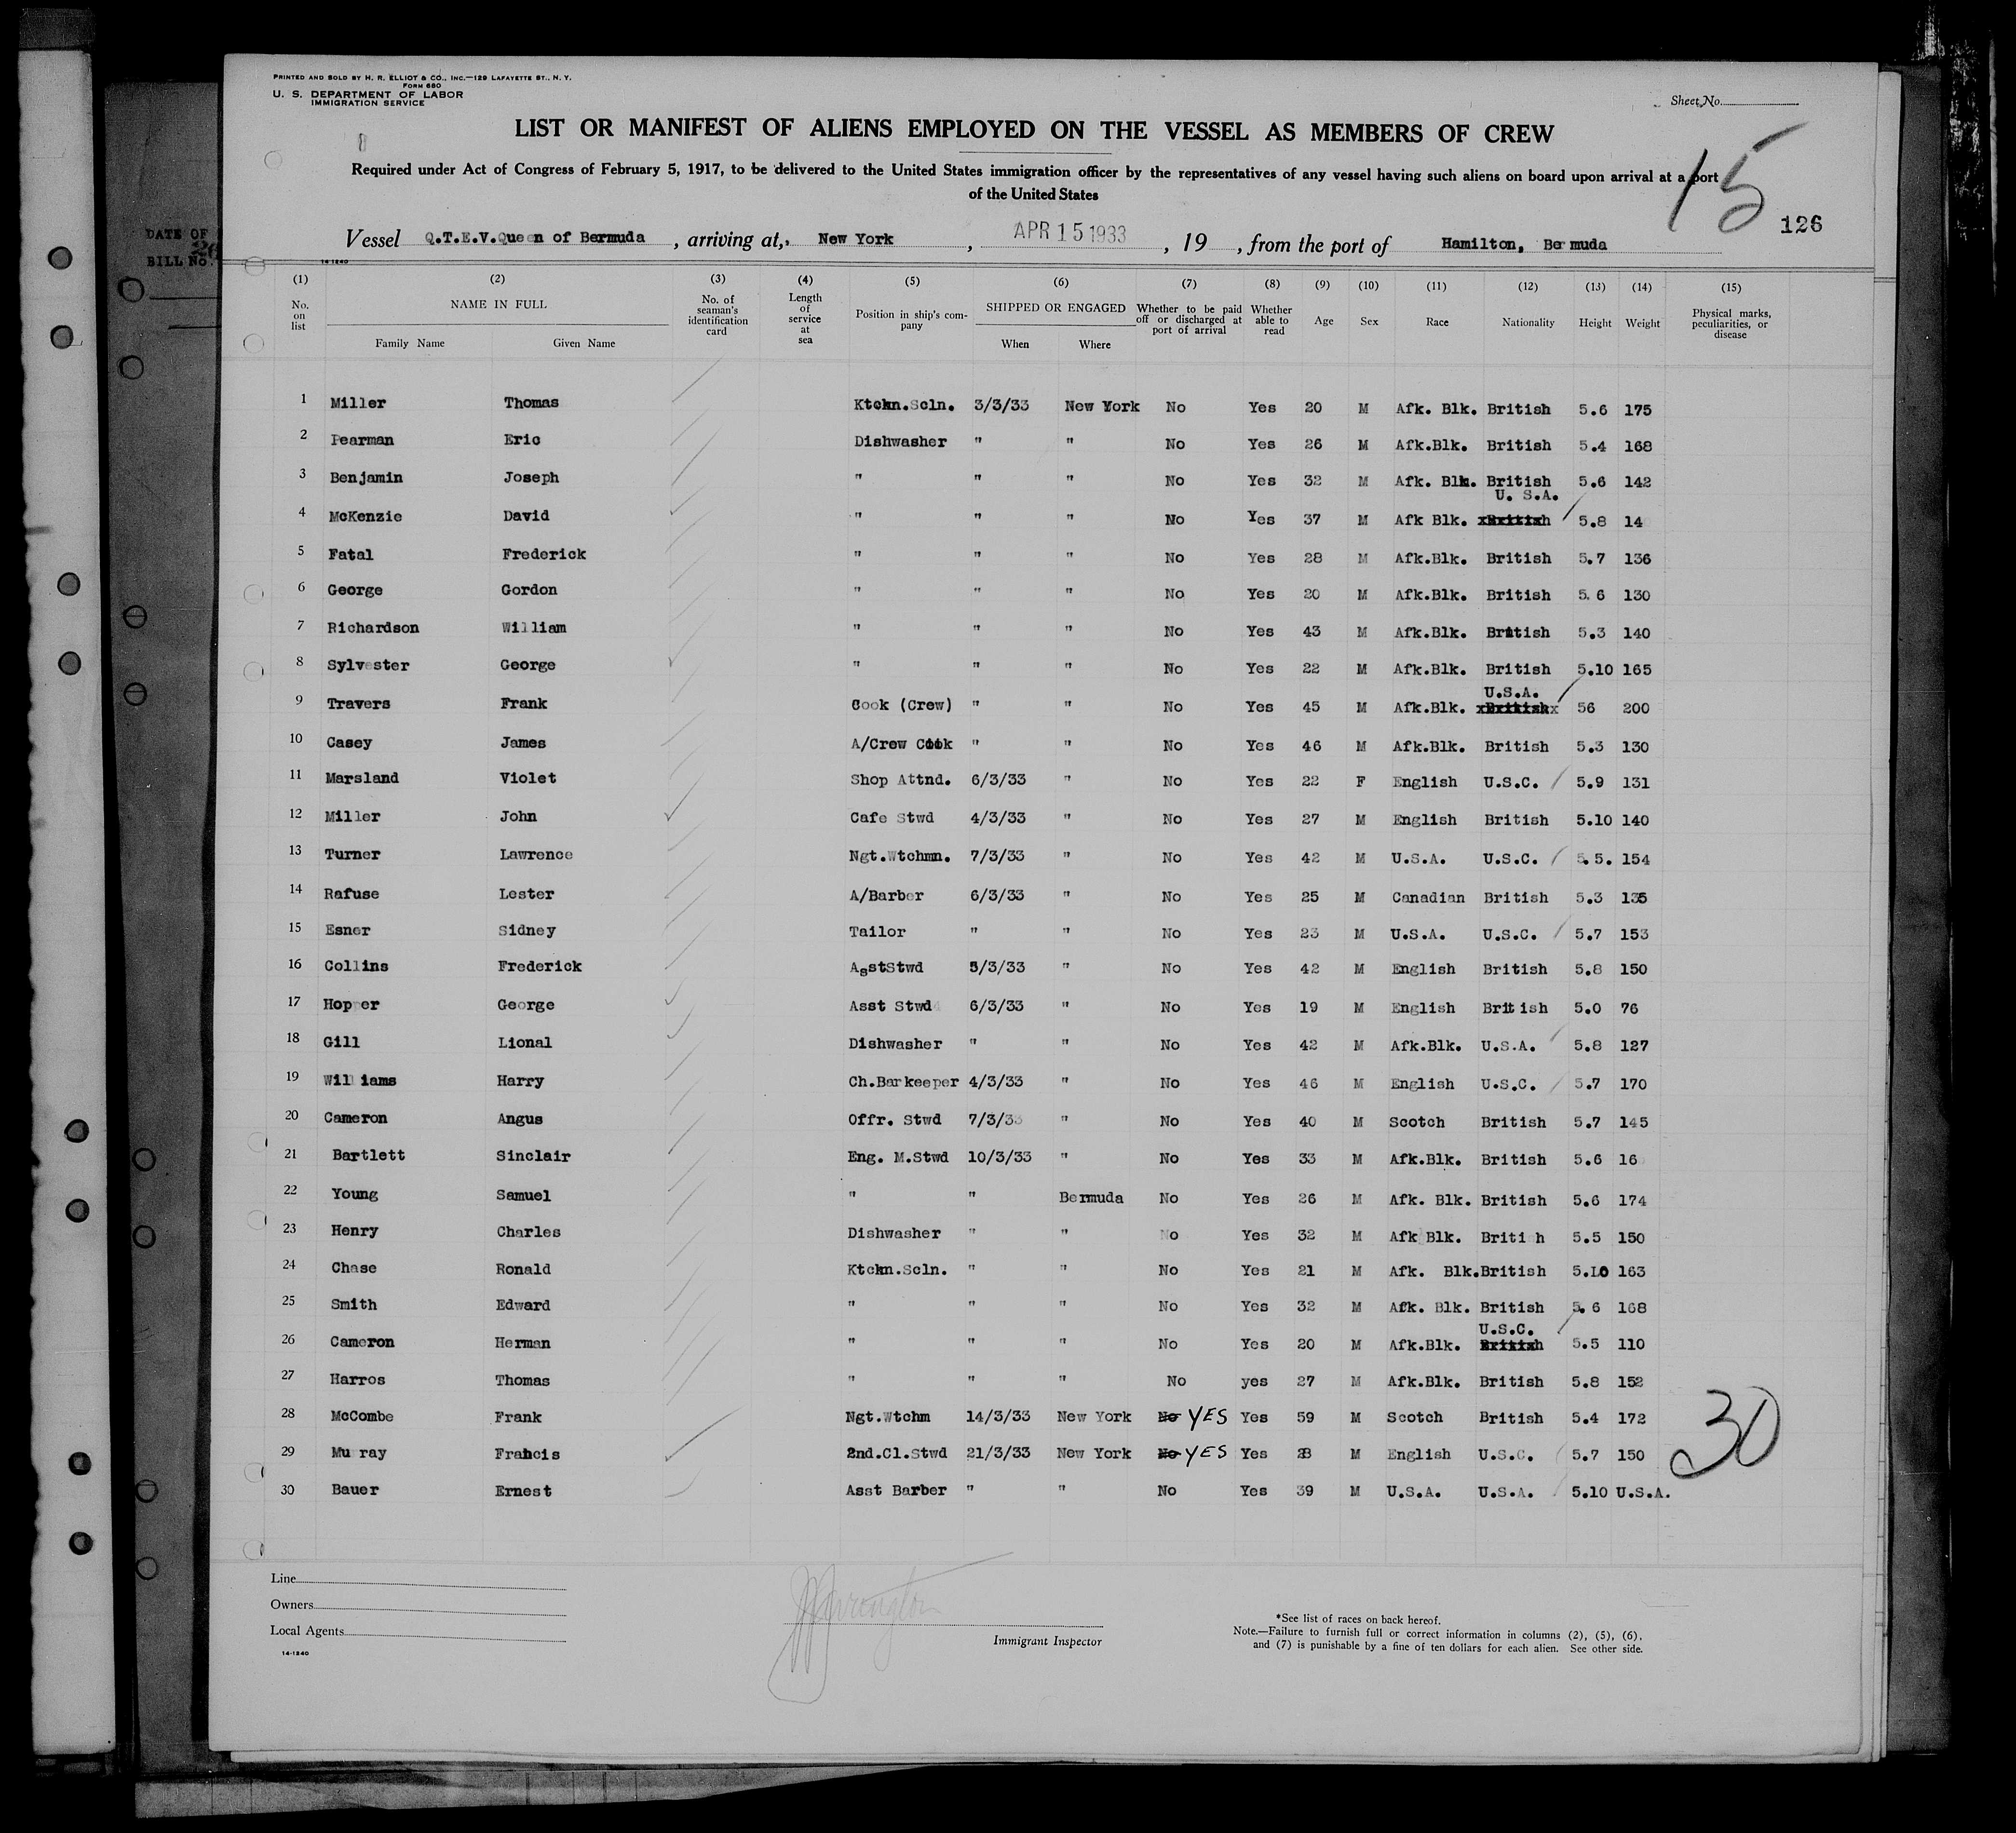 PRINTED AND SOLD BY H. R. ELLIOT & CO., INC.—129 LAFAYETTE ST., N. Y.
FORM 680
U. S. DEPARTMENT OF LABOR
IMMIGRATION SERVICE
Sheet No.
LIST OR MANIFEST OF ALIENS EMPLOYED ON THE VESSEL AS MEMBERS OF CREW
Required under Act of Congress of February 5, 1917, to be delivered to the United States immigration officer by the representatives of any vessel having such aliens on board upon arrival at a port
of the United States
15
126
DATE OF
BILL No.
Vessel Q.T.E.V.Queen of Bermuda, arriving at, New York, APR 15 1933, 19 , from the port of Hamilton, Bermuda
14-1240
(1) (2) (3) (4) (5) (6) (7) (8) (9) (10) (11) (12) (13) (14) (15)
No. on list NAME IN FULL Family Name Given Name No. of seaman's identification card Length of service at sea Position in ship's company SHIPPED OR ENGAGED When Where Whether to be paid off or discharged at port of arrival Whether able to read Age Sex Race Nationality Height Weight Physical marks, peculiarities, or disease
1 Miller Thomas Ktckn.Scln. 3/3/33 New York No Yes 20 M Afk. Blk. British 5.6 175
2 Pearman Eric Dishwasher " " No Yes 26 M Afk.Blk. British 5.4 168
3 Benjamin Joseph " " " No Yes 32 M Afk. Blk. British 5.6 142
U. S.A.
4 McKenzie David " " " No Yes 37 M Afk Blk. xBritish 5.8 14
5 Fatal Frederick " " " No Yes 28 M Afk.Blk. British 5.7 136
6 George Gordon " " " No Yes 20 M Afk.Blk. British 5.6 130
7 Richardson William " " " No Yes 43 M Afk.Blk. British 5.3 140
8 Sylvester George " " " No Yes 22 M Afk.Blk. British 5.10 165
U.S.A.
9 Travers Frank Cook (Crew) " " No Yes 45 M Afk.Blk. xBritishx 56 200
10 Casey James A/Crew Cook " " No Yes 46 M Afk.Blk. British 5.3 130
11 Marsland Violet Shop Attnd. 6/3/33 " No Yes 22 F English U.S.C. 5.9 131
12 Miller John Cafe Stwd 4/3/33 " No Yes 27 M English British 5.10 140
13 Turner Lawrence Ngt.Wtchmn. 7/3/33 " No Yes 42 M U.S.A. U.S.C. 5.5. 154
14 Rafuse Lester A/Barber 6/3/33 " No Yes 25 M Canadian British 5.3 135
15 Esner Sidney Tailor " " No Yes 23 M U.S.A. U.S.C. 5.7 153
16 Collins Frederick AsstStwd 5/3/33 " No Yes 42 M English British 5.8 150
17 Hopper George Asst Stwd 6/3/33 " No Yes 19 M English British 5.0 76
18 Gill Lional Dishwasher " " No Yes 42 M Afk.Blk. U.S.A. 5.8 127
19 Williams Harry Ch.Barkeeper 4/3/33 " No Yes 46 M English U.S.C. 5.7 170
20 Cameron Angus Offr. Stwd 7/3/33 " No Yes 40 M Scotch British 5.7 145
21 Bartlett Sinclair Eng. M.Stwd 10/3/33 " No Yes 33 M Afk.Blk. British 5.6 16
22 Young Samuel " " Bermuda No Yes 26 M Afk. Blk. British 5.6 174
23 Henry Charles Dishwasher " " No Yes 32 M Afk Blk. Briti h 5.5 150
24 Chase Ronald Ktckn.Scln. " " No Yes 21 M Afk. Blk.British 5.10 163
25 Smith Edward " " " No Yes 32 M Afk. Blk. British 5.6 168
U.S.C.
26 Cameron Herman " " " No Yes 20 M Afk.Blk. British 5.5 110
27 Harros Thomas " " " No yes 27 M Afk.Blk. British 5.8 152
28 McCombe Frank Ngt.Wtchm 14/3/33 New York No YES Yes 59 M Scotch British 5.4 172
29 Mu ray Francis 2nd.Cl.Stwd 21/3/33 New York No YES Yes 28 M English U.S.C. 5.7 150
30 Bauer Ernest Asst Barber " " No Yes 39 M U.S.A. U.S.A. 5.10 U.S.A.
30
Line
Owners
Local Agents
14-1240
Immigrant Inspector
*See list of races on back hereof.
Note.—Failure to furnish full or correct information in columns (2), (5), (6),
and (7) is punishable by a fine of ten dollars for each alien. See other side.